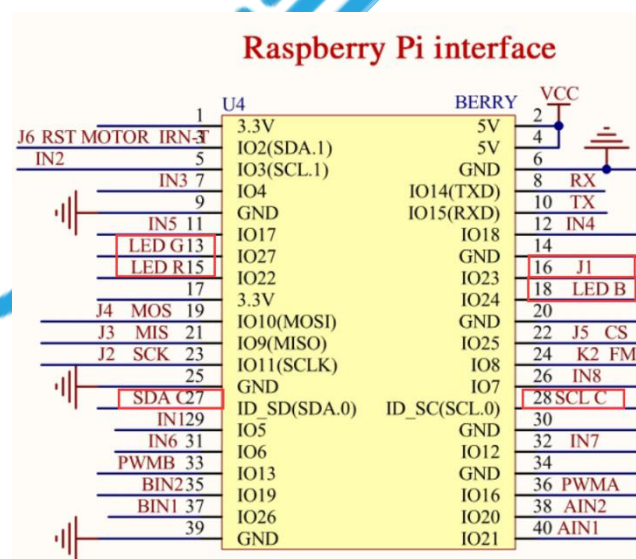 Raspberry Pi interface
U4 BERRY VCC
1 3.3V 5V 2
J6 RST MOTOR IRN-T 3 IO2(SDA.1) 5V 4
IN2 5 IO3(SCL.1) GND 6
IN3 7 IO4 IO14(TXD) 8 RX
9 GND IO15(RXD) 10 TX
IN5 11 IO17 IO18 12 IN4
LED G 13 IO27 GND 14
LED R 15 IO22 IO23 16 J1
17 3.3V IO24 18 LED B
J4 MOS 19 IO10(MOSI) GND 20
J3 MIS 21 IO9(MISO) IO25 22 J5 CS
J2 SCK 23 IO11(SCLK) IO8 24 K2 FM
25 GND IO7 26 IN8
SDA C 27 ID_SD(SDA.0) ID_SC(SCL.0) 28 SCL C
IN1 29 IO5 GND 30
IN6 31 IO6 IO12 32 IN7
PWMB 33 IO13 GND 34
BIN2 35 IO19 IO16 36 PWMA
BIN1 37 IO26 IO20 38 AIN2
39 GND IO21 40 AIN1